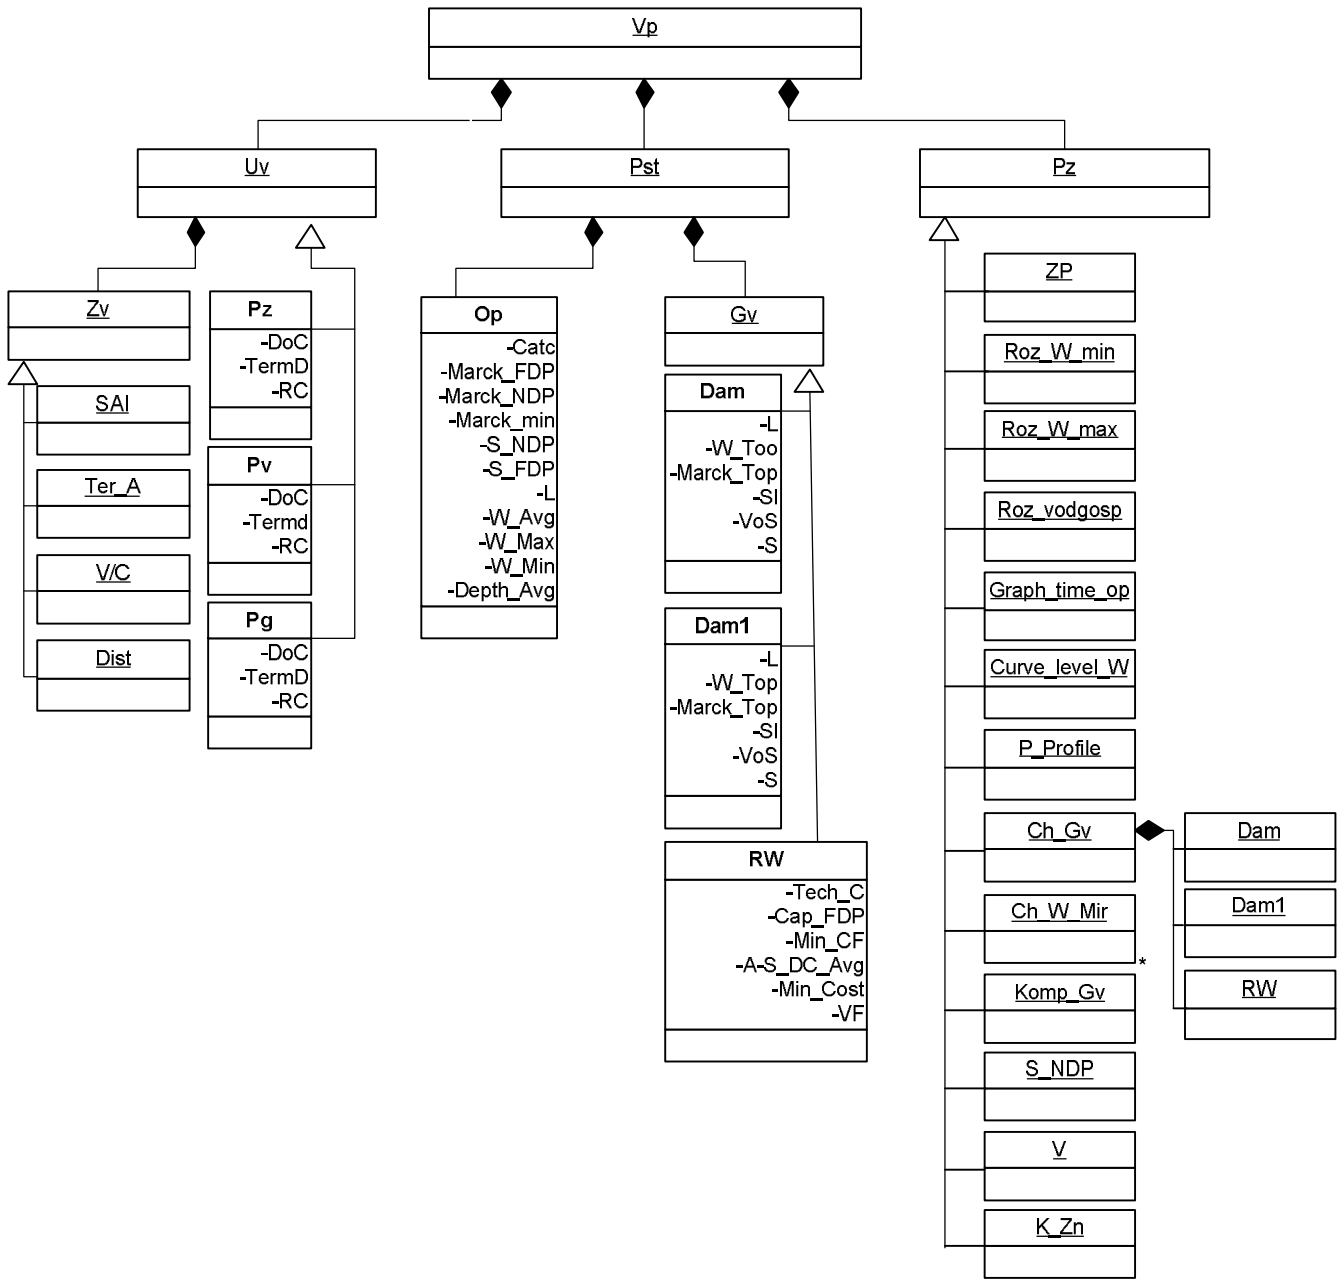 Vp
Uv
Pst
Pz
Zv
SAI
Ter_A
V/C
Dist
Pz
-DoC
-TermD
-RC
Pv
-DoC
-Termd
-RC
Pg
-DoC
-TermD
-RC
Op
-Catc
-Marck_FDP
-Marck_NDP
-Marck_min
-S_NDP
-S_FDP
-L
-W_Avg
-W_Max
-W_Min
-Depth_Avg
Gv
Dam
-L
-W_Too
-Marck_Top
-SI
-VoS
-S
Dam1
-L
-W_Top
-Marck_Top
-SI
-VoS
-S
RW
-Tech_C
-Cap_FDP
-Min_CF
-A-S_DC_Avg
-Min_Cost
-VF
ZP
Roz_W_min
Roz_W_max
Roz_vodgosp
Graph_time_op
Curve_level_W
P_Profile
Ch_Gv
Ch_W_Mir
*
Komp_Gv
S_NDP
V
K_Zn
Dam
Dam1
RW